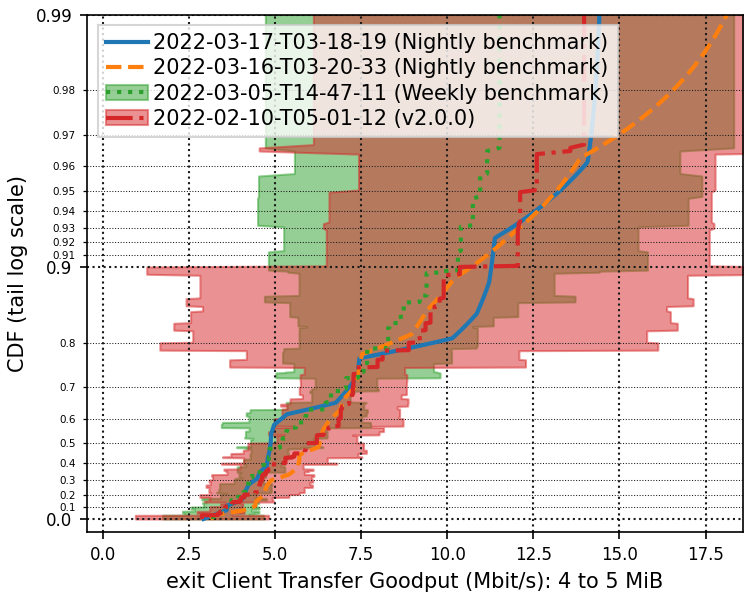 0.99
2022-03-17-T03-18-19 (Nightly benchmark)
2022-03-16-T03-20-33 (Nightly benchmark)
2022-03-05-T14-47-11 (Weekly benchmark)
2022-02-10-T05-01-12 (v2.0.0)
0.98
0.97
0.96
0.95
0.94
0.93
0.92
0.91
0.9
0.8
0.7
0.6
0.5
0.4
0.3
0.2
0.1
0.0
CDF (tail log scale)
0.0 2.5 5.0 7.5 10.0 12.5 15.0 17.5
exit Client Transfer Goodput (Mbit/s): 4 to 5 MiB